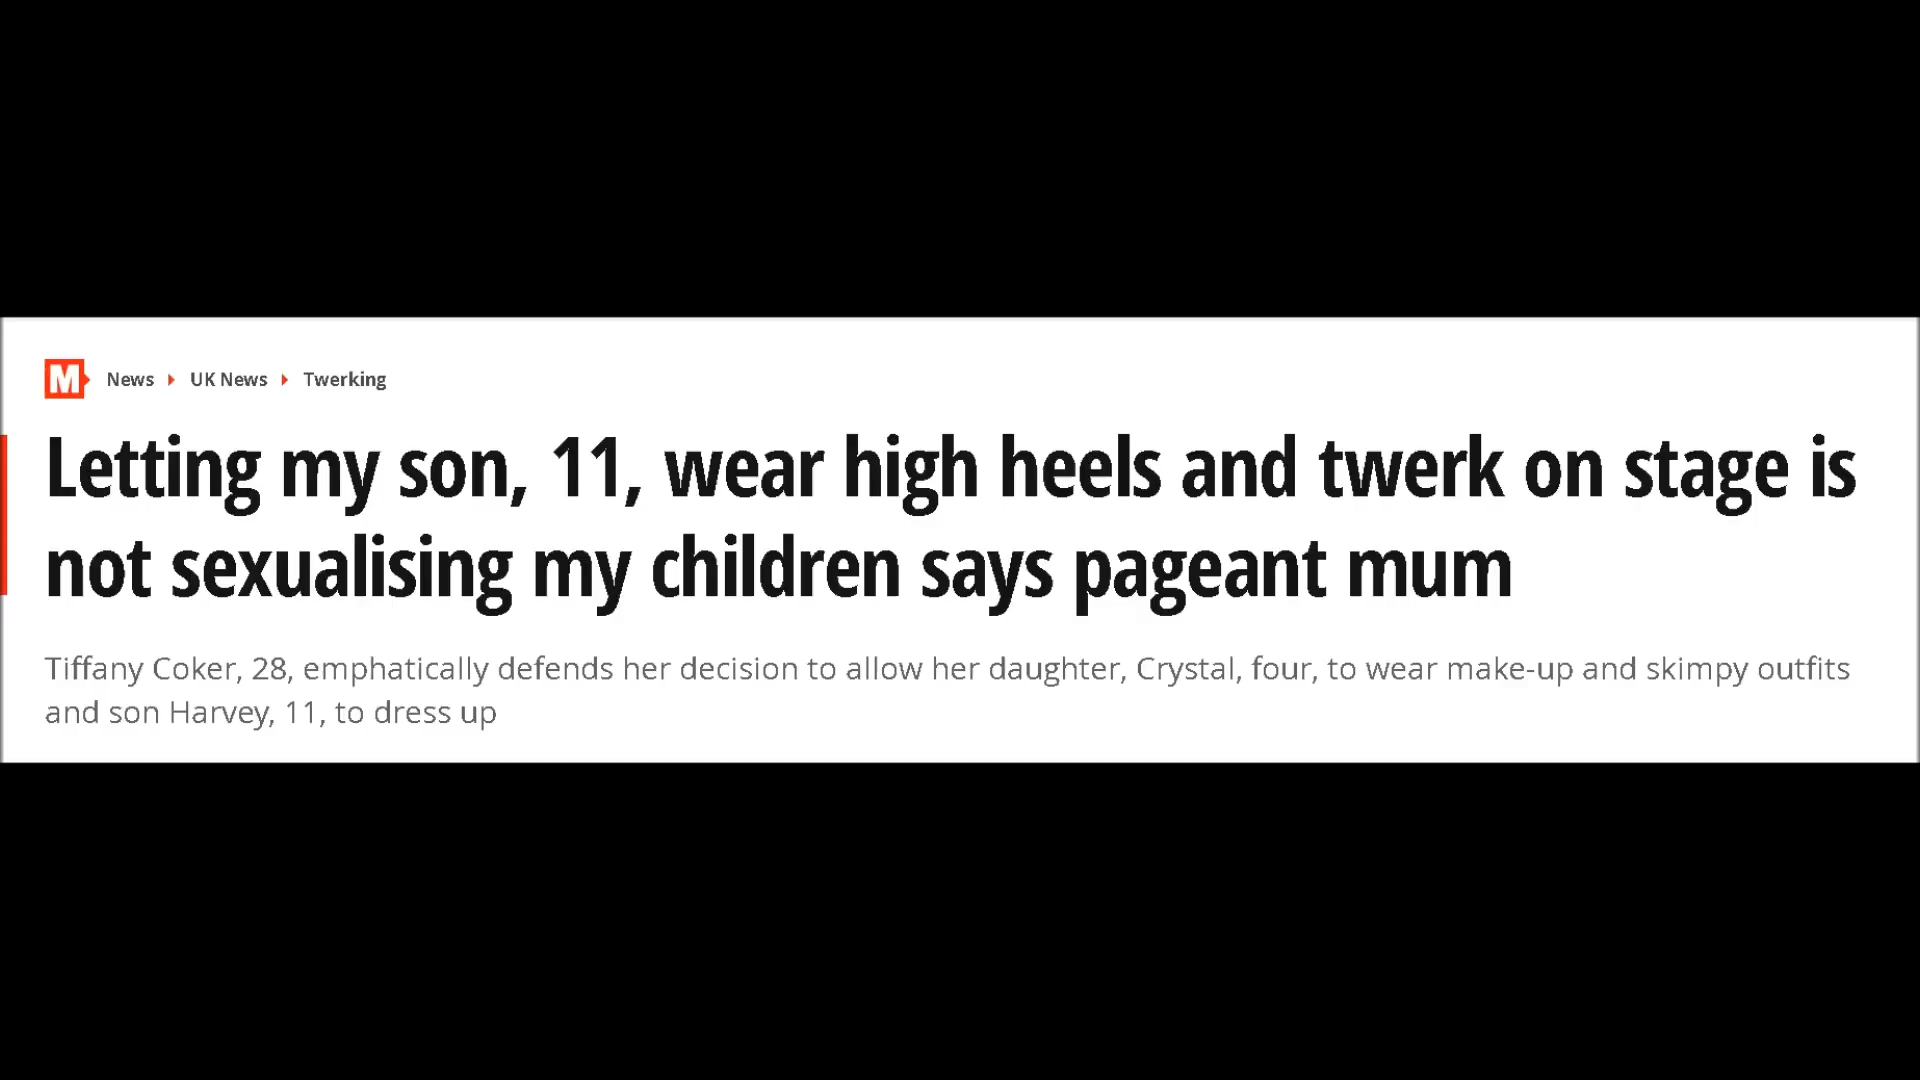 M News UK News Twerking
Letting my son, 11, wear high heels and twerk on stage is
not sexualising my children says pageant mum
Tiffany Coker, 28, emphatically defends her decision to allow her daughter, Crystal, four, to wear make-up and skimpy outfits
and son Harvey, 11, to dress up